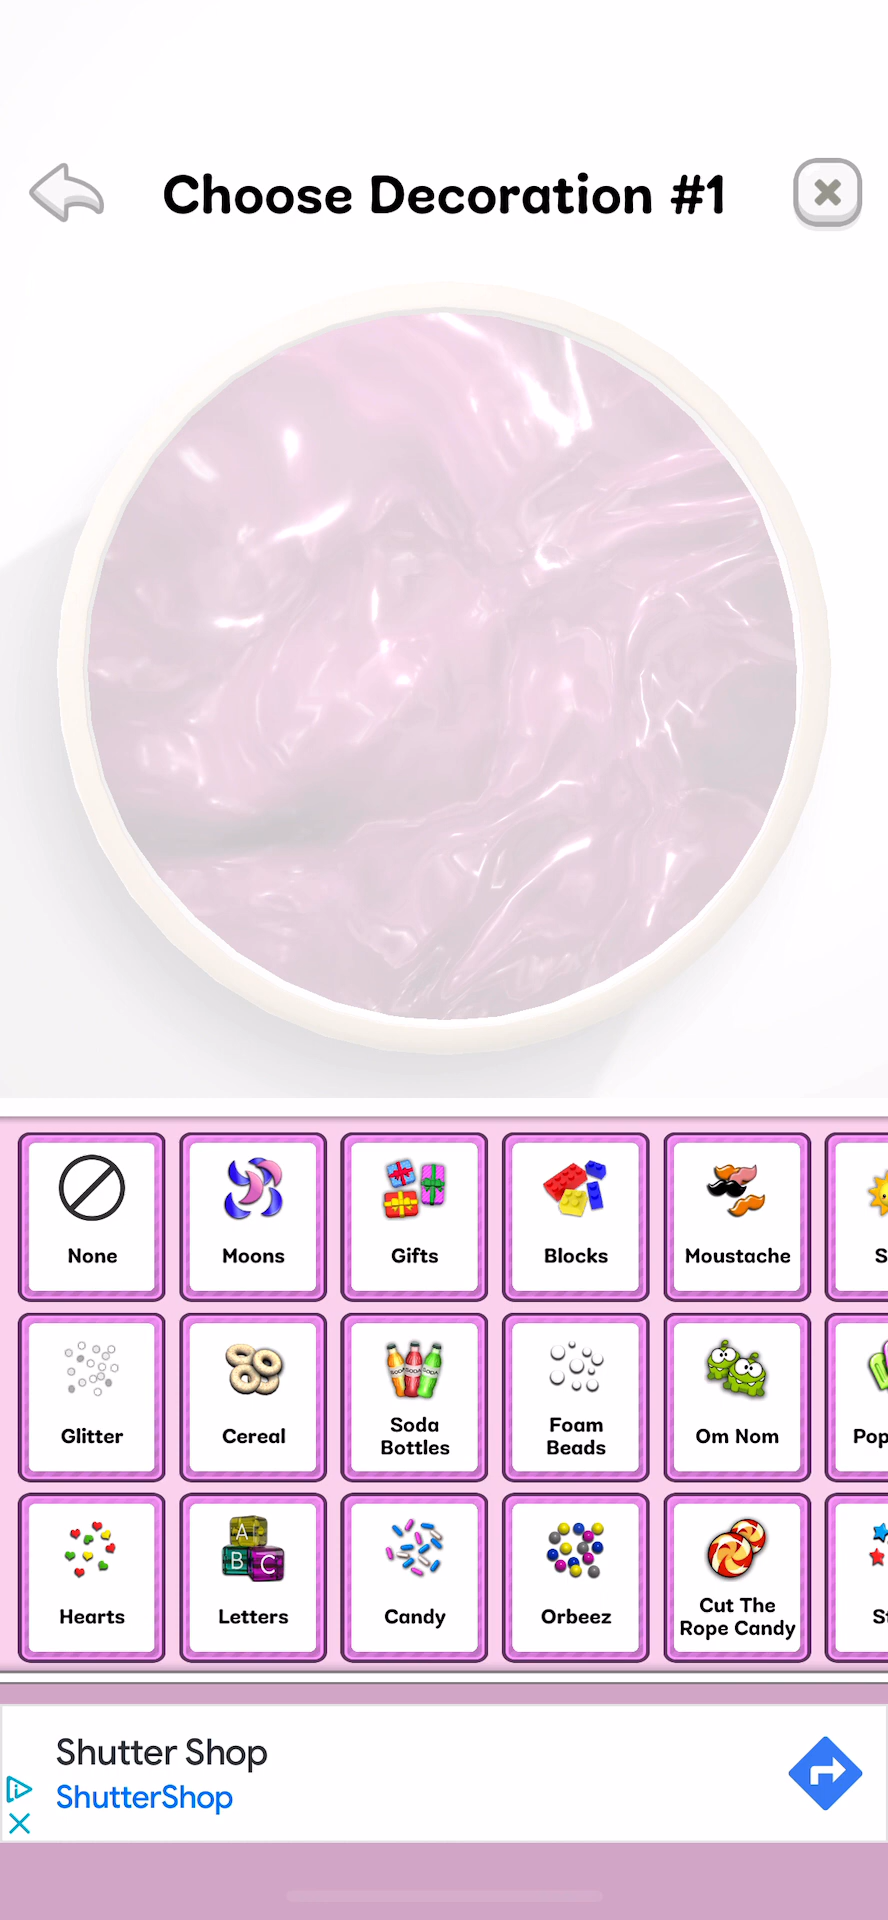 Choose Decoration #1
None
Moons
Gifts
Blocks
Moustache
Glitter
Cereal
Soda
Bottles
Foam
Beads
Om Nom
Pop
Hearts
Letters
Candy
Orbeez
Cut The
Rope Candy
Shutter Shop
ShutterShop